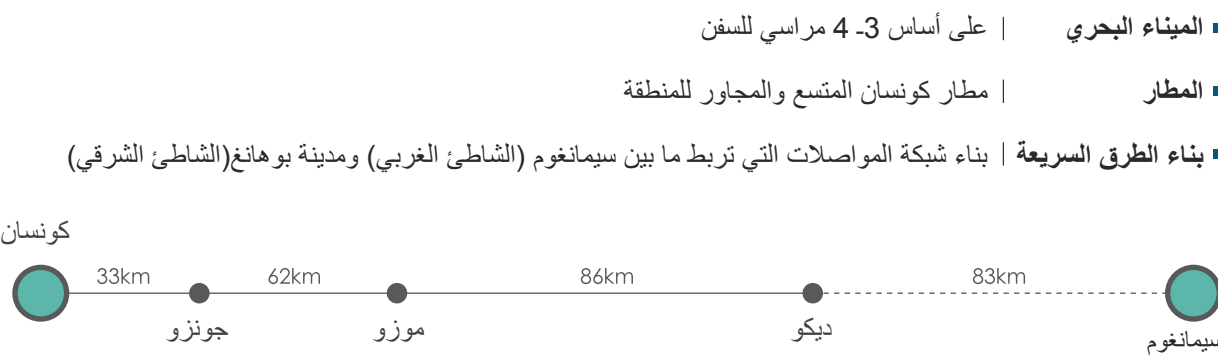 الميناء البحري | على أساس 3ـ 4 مراسي للسفن
المطار | مطار كونسان المتسع والمجاور للمنطقة
بناء الطرق السريعة | بناء شبكة المواصلات التي تربط ما بين سيمانغوم (الشاطئ الغربي) ومدينة بوهانغ(الشاطئ الشرقي)
كونسان
33km 62km 86km 83km
جونزو موزو ديكو سيمانغوم